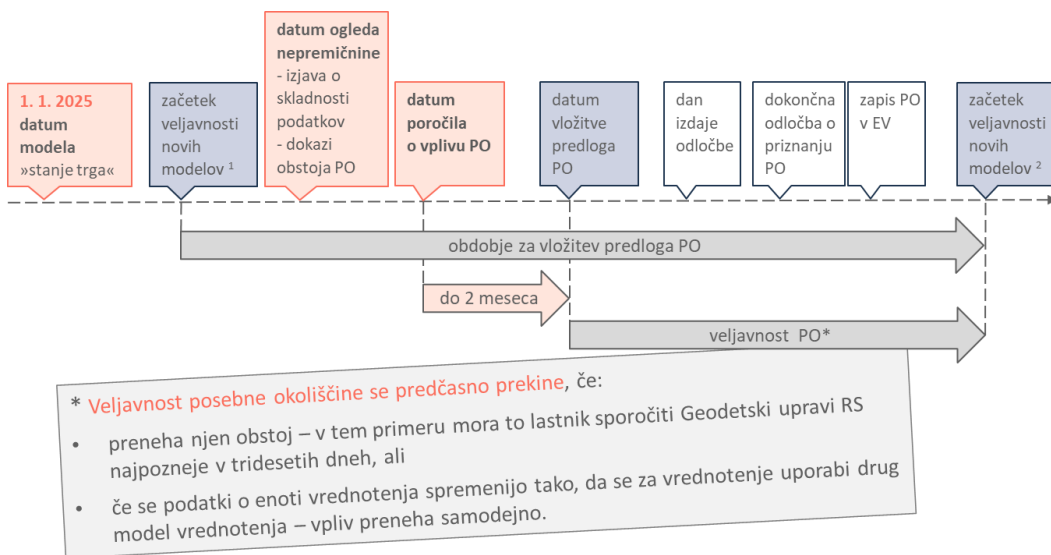 1. 1. 2025
datum
modela
»stanje trga«
začetek
veljavnosti
novih
modelov ¹
datum ogleda
nepremičnine
- izjava o
skladnosti
podatkov
- dokazi
obstoja PO
datum
poročila
o vplivu PO
datum
vložitve
predloga
PO
dan
izdaje
odločbe
dokončna
odločba o
priznanju
PO
zapis PO
v EV
začetek
veljavnosti
novih
modelov ²
obdobje za vložitev predloga PO
do 2 meseca
veljavnost PO*
* Veljavnost posebne okoliščine se predčasno prekine, če:
• preneha njen obstoj – v tem primeru mora to lastnik sporočiti Geodetski upravi RS
najpozneje v tridesetih dneh, ali
• če se podatki o enoti vrednotenja spremenijo tako, da se za vrednotenje uporabi drug
model vrednotenja – vpliv preneha samodejno.